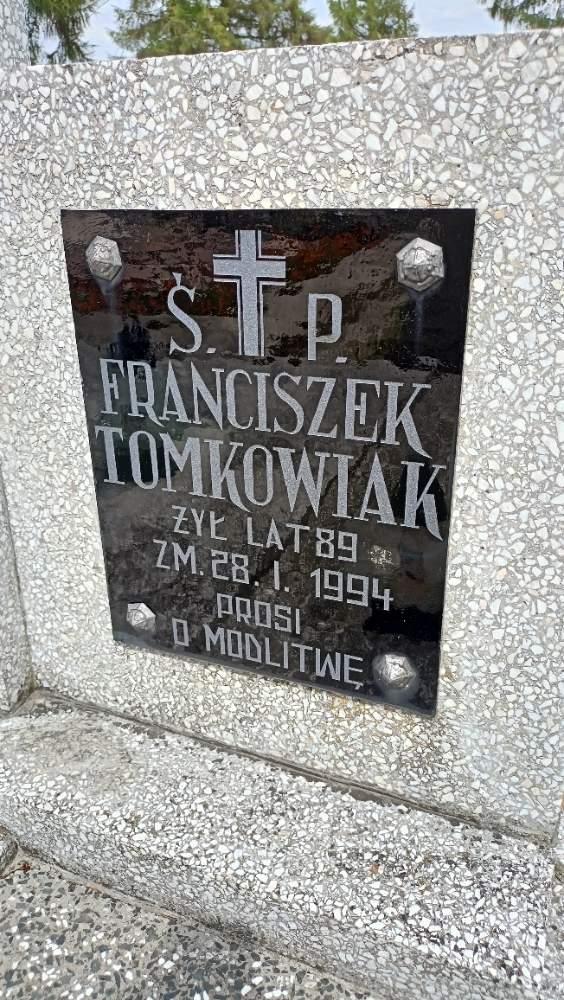 Ś. P.
FRANCISZEK
TOMKOWIAK
ŻYŁ LAT 89
ZM. 28. I. 1994
PROSI
O MODLITWĘ